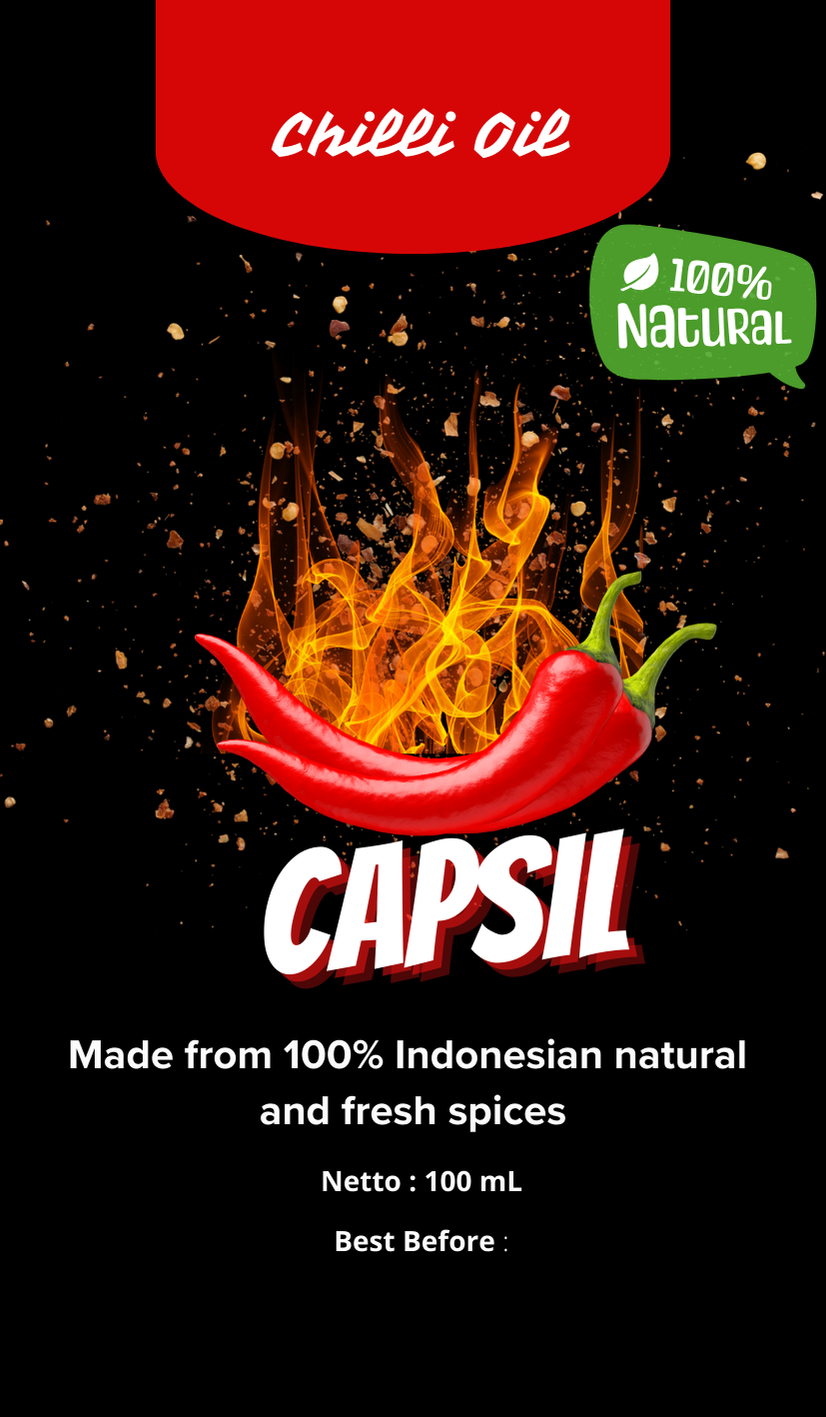 Chilli Oil
100%
Natural
CAPSIL
Made from 100% Indonesian natural
and fresh spices
Netto : 100 mL
Best Before :